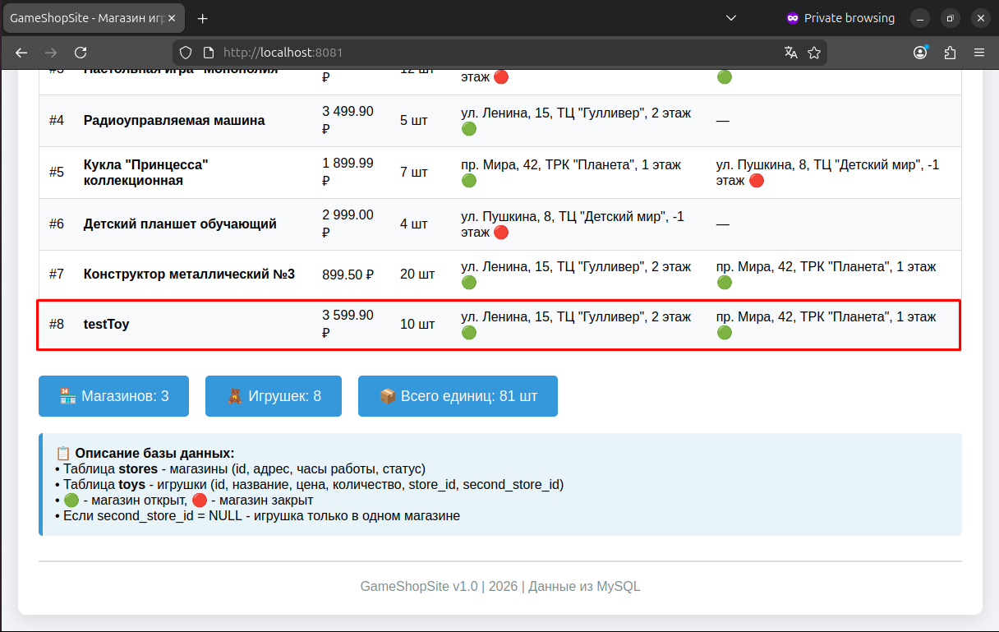 GameShopSite - Магазин игр
Private browsing
http://localhost:8081
#3 Настольная игра "Монополия" 12 шт
₽ этаж 🔴 🟢
3 499.90 ул. Ленина, 15, ТЦ "Гулливер", 2 этаж
#4 Радиоуправляемая машина 5 шт —
₽ 🟢
Кукла "Принцесса" 1 899.99 пр. Мира, 42, ТРК "Планета", 1 этаж ул. Пушкина, 8, ТЦ "Детский мир", -1
#5 7 шт
коллекционная ₽ 🟢 этаж 🔴
2 999.00 ул. Пушкина, 8, ТЦ "Детский мир", -1
#6 Детский планшет обучающий 4 шт —
₽ этаж 🔴
ул. Ленина, 15, ТЦ "Гулливер", 2 этаж пр. Мира, 42, ТРК "Планета", 1 этаж
#7 Конструктор металлический №3 899.50 ₽ 20 шт
🟢 🟢
3 599.90 ул. Ленина, 15, ТЦ "Гулливер", 2 этаж пр. Мира, 42, ТРК "Планета", 1 этаж
#8 testToy 10 шт
₽ 🟢 🟢
🏪 Магазинов: 3 🧸 Игрушек: 8 📦 Всего единиц: 81 шт
📋 Описание базы данных:
• Таблица stores - магазины (id, адрес, часы работы, статус)
• Таблица toys - игрушки (id, название, цена, количество, store_id, second_store_id)
• 🟢 - магазин открыт, 🔴 - магазин закрыт
• Если second_store_id = NULL - игрушка только в одном магазине
GameShopSite v1.0 | 2026 | Данные из MySQL